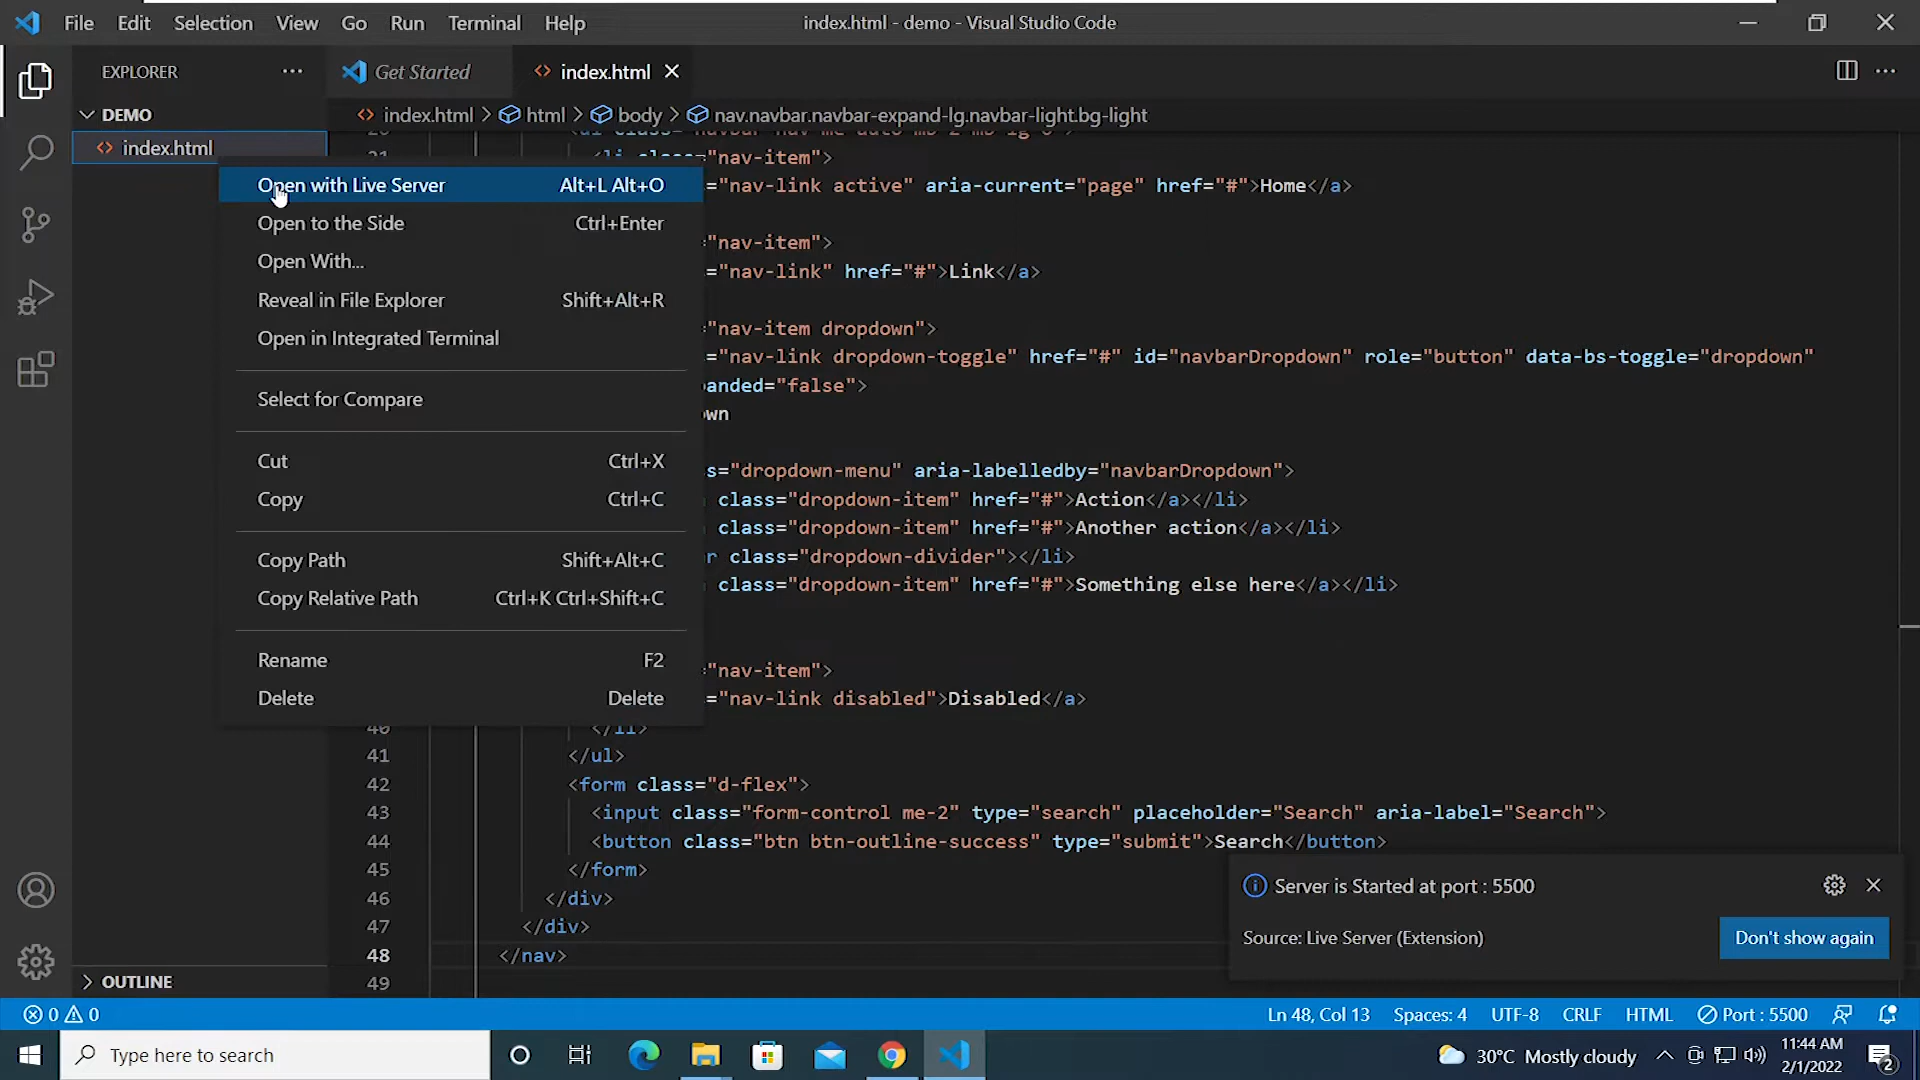 File Edit Selection View Go Run Terminal Help
index.html - demo - Visual Studio Code
EXPLORER
Get Started
index.html
DEMO
index.html
index.html > html > body > nav.navbar.navbar-expand-lg.navbar-light.bg-light
Open with Live Server Alt+L Alt+O
Open to the Side Ctrl+Enter
Open With...
Reveal in File Explorer Shift+Alt+R
Open in Integrated Terminal
Select for Compare
Cut Ctrl+X
Copy Ctrl+C
Copy Path Shift+Alt+C
Copy Relative Path Ctrl+K Ctrl+Shift+C
Rename F2
Delete Delete
21 <li class="nav-item">
="nav-link active" aria-current="page" href="#">Home</a>
="nav-item">
="nav-link" href="#">Link</a>
="nav-item dropdown">
="nav-link dropdown-toggle" href="#" id="navbarDropdown" role="button" data-bs-toggle="dropdown"
panded="false">
own
s="dropdown-menu" aria-labelledby="navbarDropdown">
class="dropdown-item" href="#">Action</a></li>
class="dropdown-item" href="#">Another action</a></li>
r class="dropdown-divider"></li>
class="dropdown-item" href="#">Something else here</a></li>
="nav-item">
="nav-link disabled">Disabled</a>
40 </li>
41 </ul>
42 <form class="d-flex">
43 <input class="form-control me-2" type="search" placeholder="Search" aria-label="Search">
44 <button class="btn btn-outline-success" type="submit">Search</button>
45 </form>
46 </div>
47 </div>
48 </nav>
49
Server is Started at port : 5500
Source: Live Server (Extension)
Don't show again
OUTLINE
0 0
Ln 48, Col 13 Spaces: 4 UTF-8 CRLF HTML Port : 5500
Type here to search
30°C Mostly cloudy
11:44 AM
2/1/2022
2